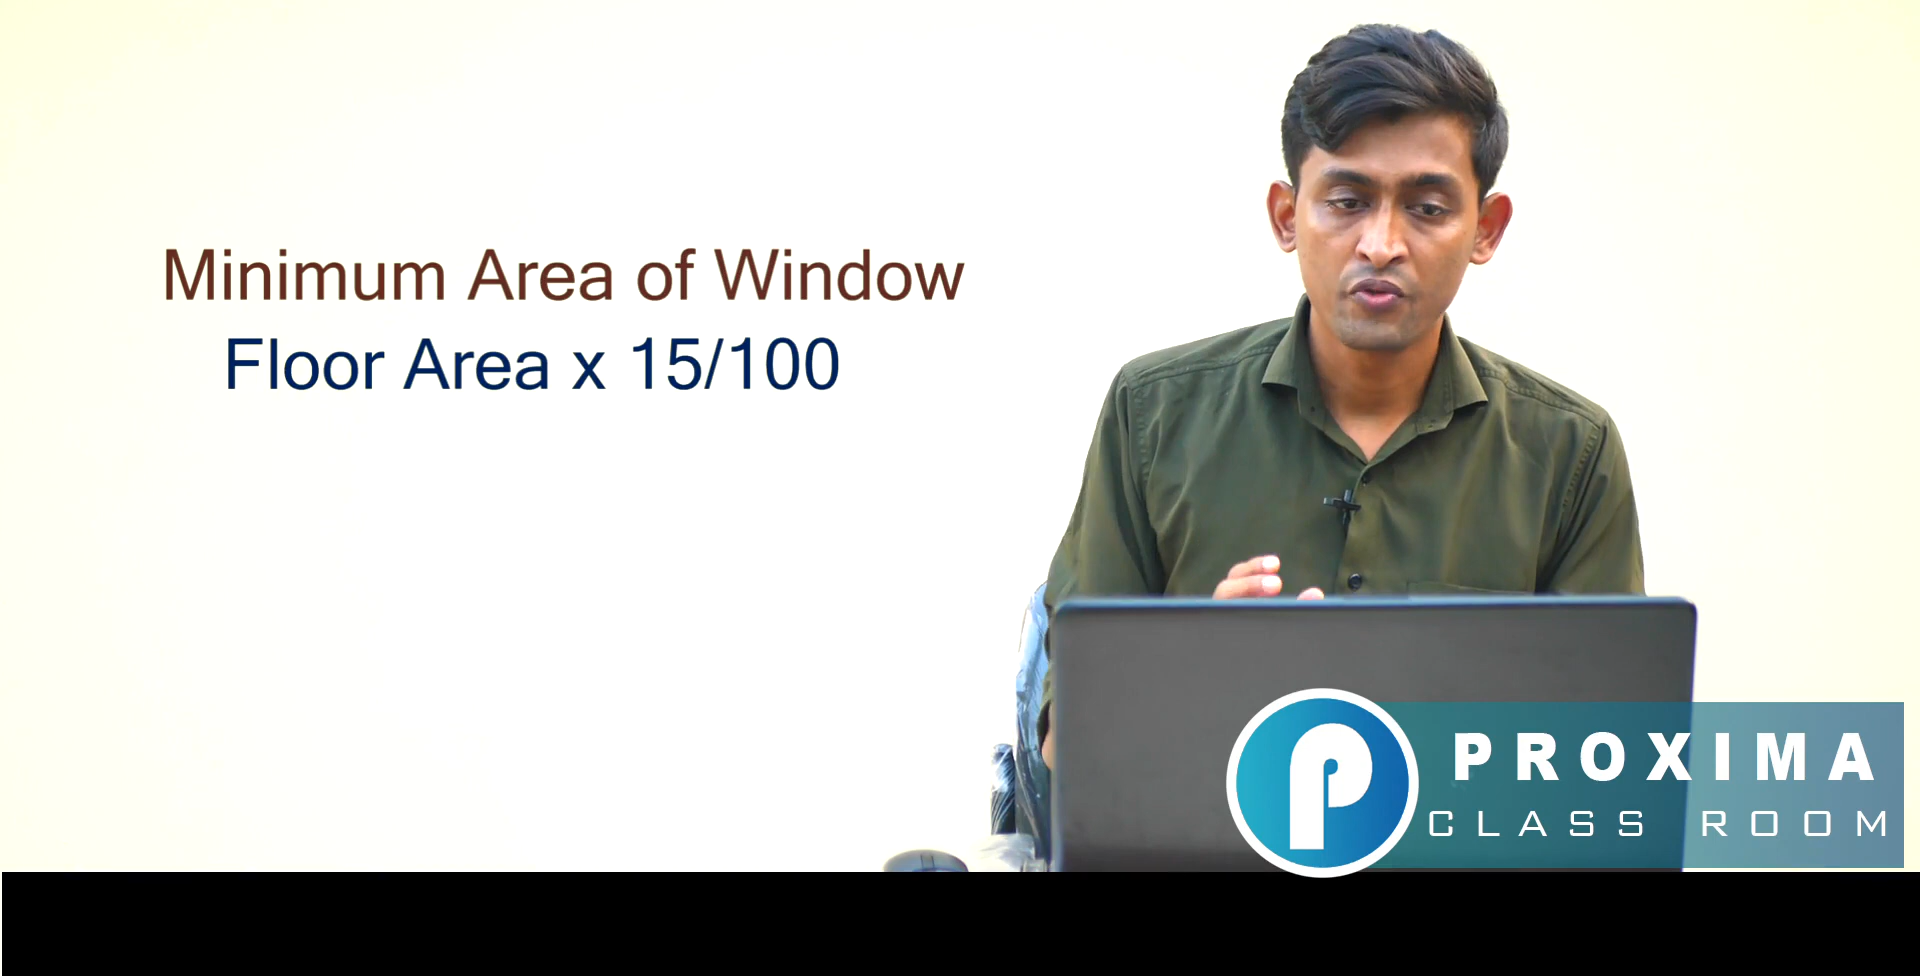 Minimum Area of Window
Floor Area x 15/100
PROXIMA
CLASS ROOM